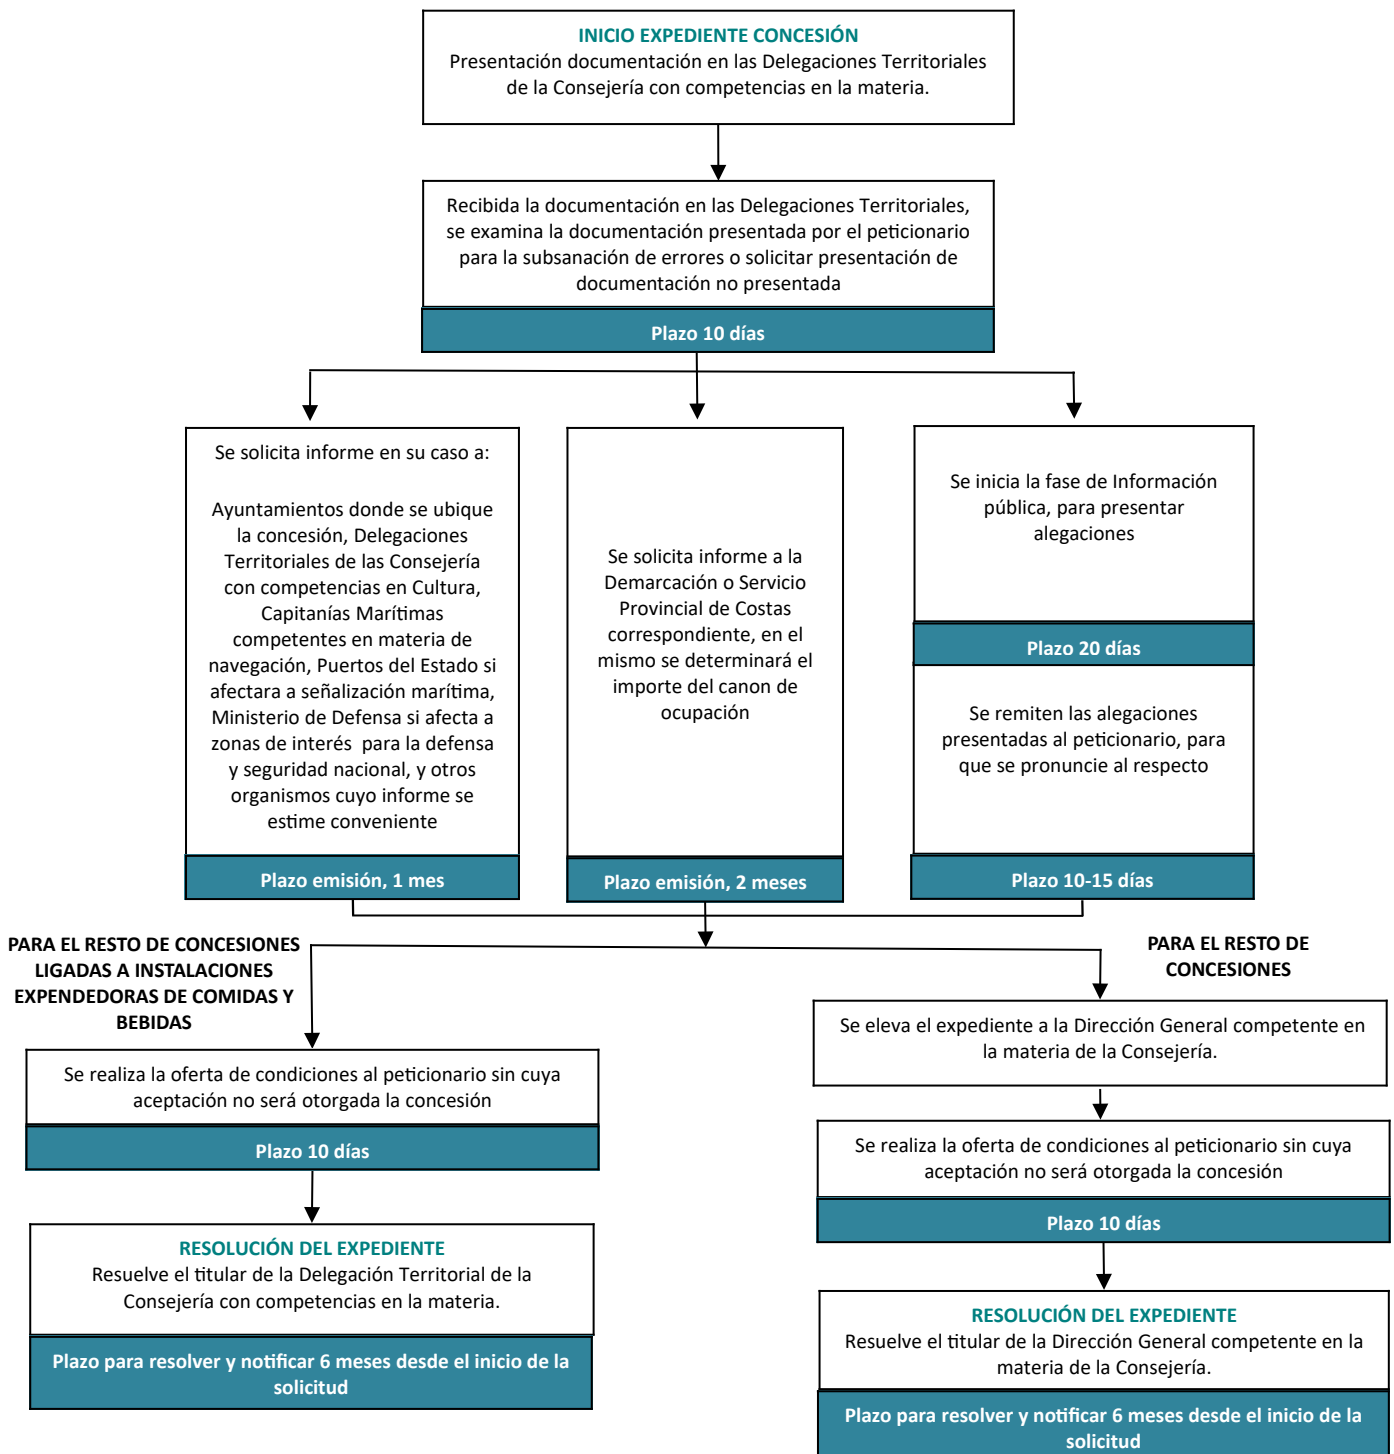 INICIO EXPEDIENTE CONCESIÓN
Presentación documentación en las Delegaciones Territoriales
de la Consejería con competencias en la materia.
Recibida la documentación en las Delegaciones Territoriales,
se examina la documentación presentada por el peticionario
para la subsanación de errores o solicitar presentación de
documentación no presentada
Plazo 10 días
Se solicita informe en su caso a:
Ayuntamientos donde se ubique
la concesión, Delegaciones
Territoriales de las Consejería
con competencias en Cultura,
Capitanías Marítimas
competentes en materia de
navegación, Puertos del Estado si
afectara a señalización marítima,
Ministerio de Defensa si afecta a
zonas de interés para la defensa
y seguridad nacional, y otros
organismos cuyo informe se
estime conveniente
Plazo emisión, 1 mes
Se solicita informe a la
Demarcación o Servicio
Provincial de Costas
correspondiente, en el
mismo se determinará el
importe del canon de
ocupación
Plazo emisión, 2 meses
Se inicia la fase de Información
pública, para presentar
alegaciones
Plazo 20 días
Se remiten las alegaciones
presentadas al peticionario, para
que se pronuncie al respecto
Plazo 10-15 días
PARA EL RESTO DE CONCESIONES
LIGADAS A INSTALACIONES
EXPENDEDORAS DE COMIDAS Y
BEBIDAS
Se realiza la oferta de condiciones al peticionario sin cuya
aceptación no será otorgada la concesión
Plazo 10 días
RESOLUCIÓN DEL EXPEDIENTE
Resuelve el titular de la Delegación Territorial de la
Consejería con competencias en la materia.
Plazo para resolver y notificar 6 meses desde el inicio de la
solicitud
PARA EL RESTO DE
CONCESIONES
Se eleva el expediente a la Dirección General competente en
la materia de la Consejería.
Se realiza la oferta de condiciones al peticionario sin cuya
aceptación no será otorgada la concesión
Plazo 10 días
RESOLUCIÓN DEL EXPEDIENTE
Resuelve el titular de la Dirección General competente en la
materia de la Consejería.
Plazo para resolver y notificar 6 meses desde el inicio de la
solicitud